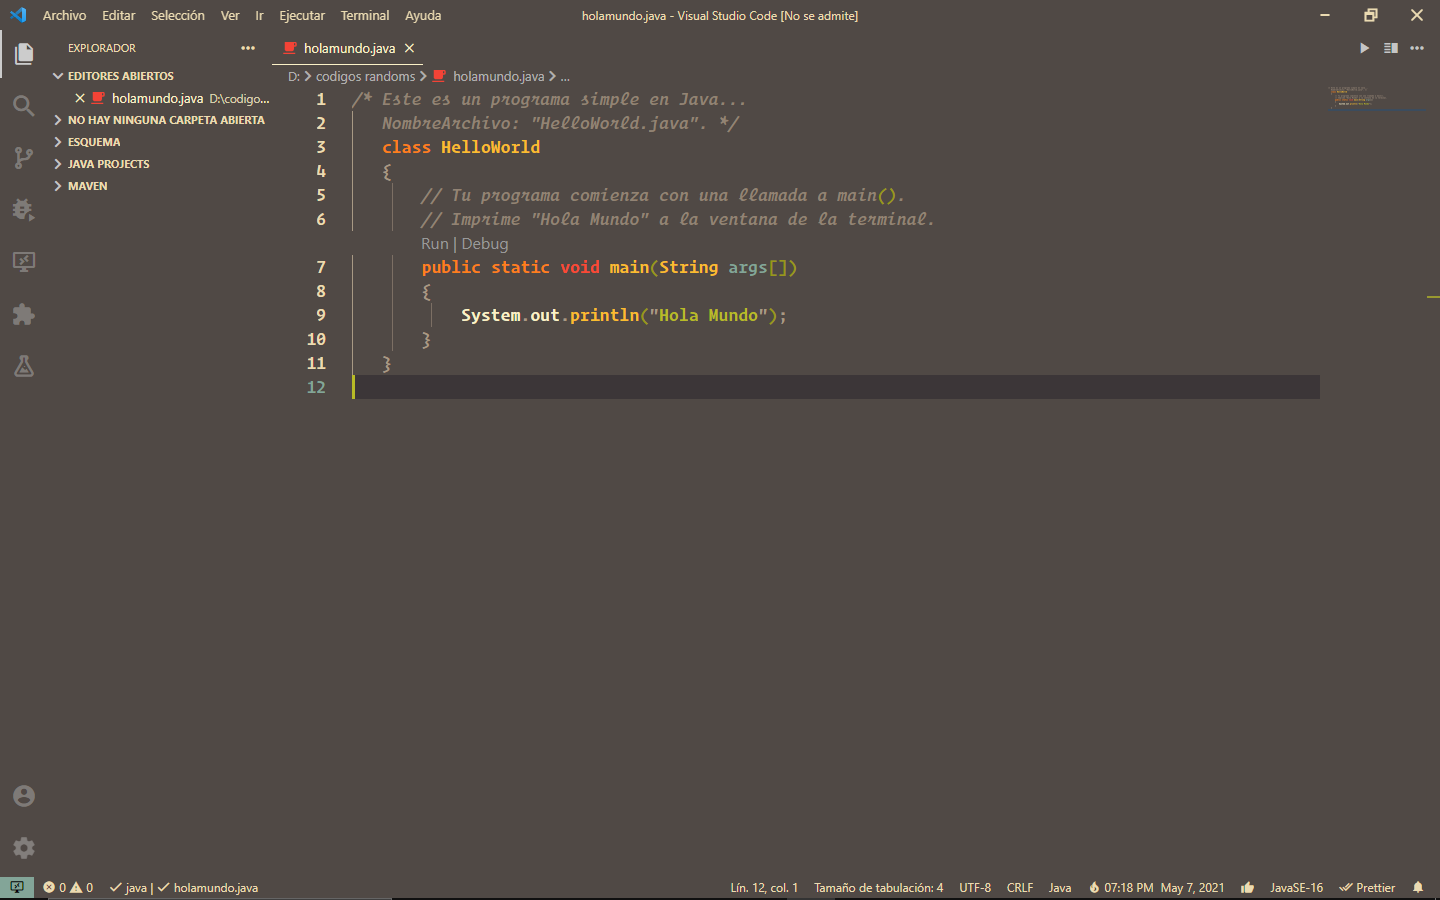 Archivo Editar Selección Ver Ir Ejecutar Terminal Ayuda
holamundo.java - Visual Studio Code [No se admite]
EXPLORADOR
EDITORES ABIERTOS
holamundo.java D:\codigo...
NO HAY NINGUNA CARPETA ABIERTA
ESQUEMA
JAVA PROJECTS
MAVEN
holamundo.java
D: > codigos randoms > holamundo.java > ...
1 /* Este es un programa simple en Java...
2 NombreArchivo: "HelloWorld.java". */
3 class HelloWorld
4 {
5 // Tu programa comienza con una llamada a main().
6 // Imprime "Hola Mundo" a la ventana de la terminal.
Run | Debug
7 public static void main(String args[])
8 {
9 System.out.println("Hola Mundo");
10 }
11 }
12
0 0 java | holamundo.java
Lín. 12, col. 1 Tamaño de tabulación: 4 UTF-8 CRLF Java 07:18 PM May 7, 2021 JavaSE-16 Prettier